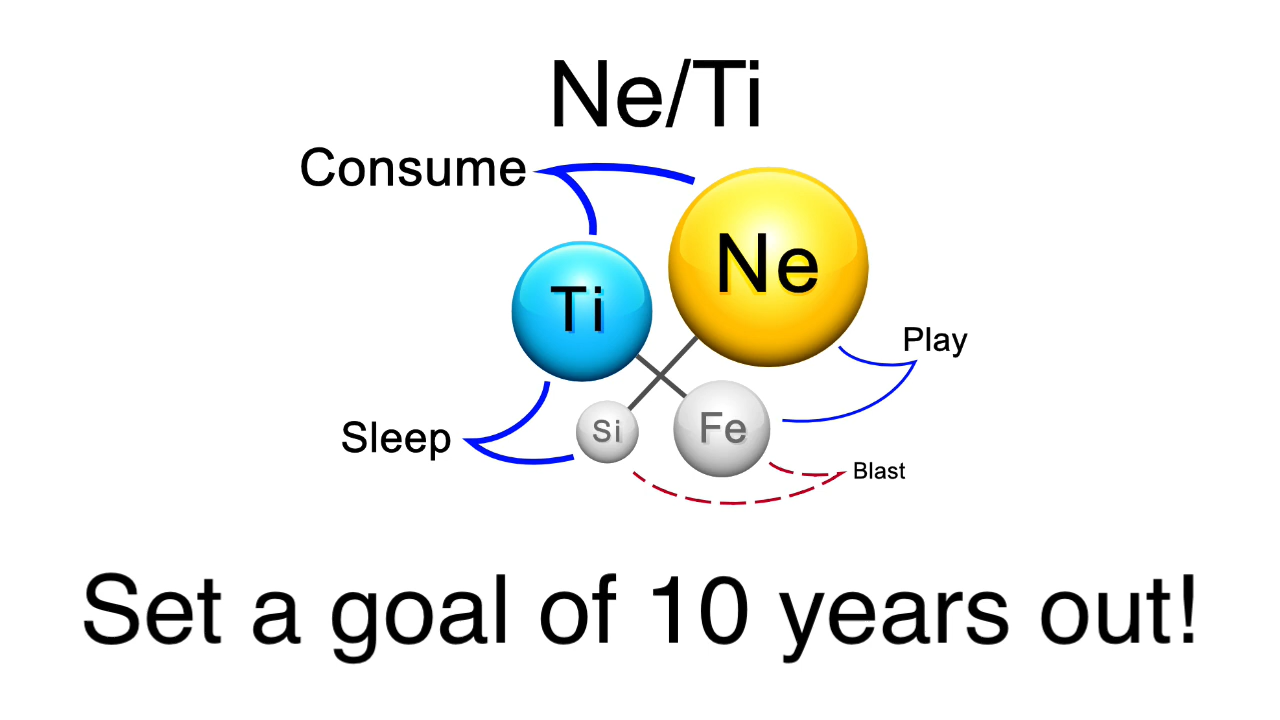 Ne/Ti
Consume
Ne
Ti
Play
Sleep
Si
Fe
Blast
Set a goal of 10 years out!